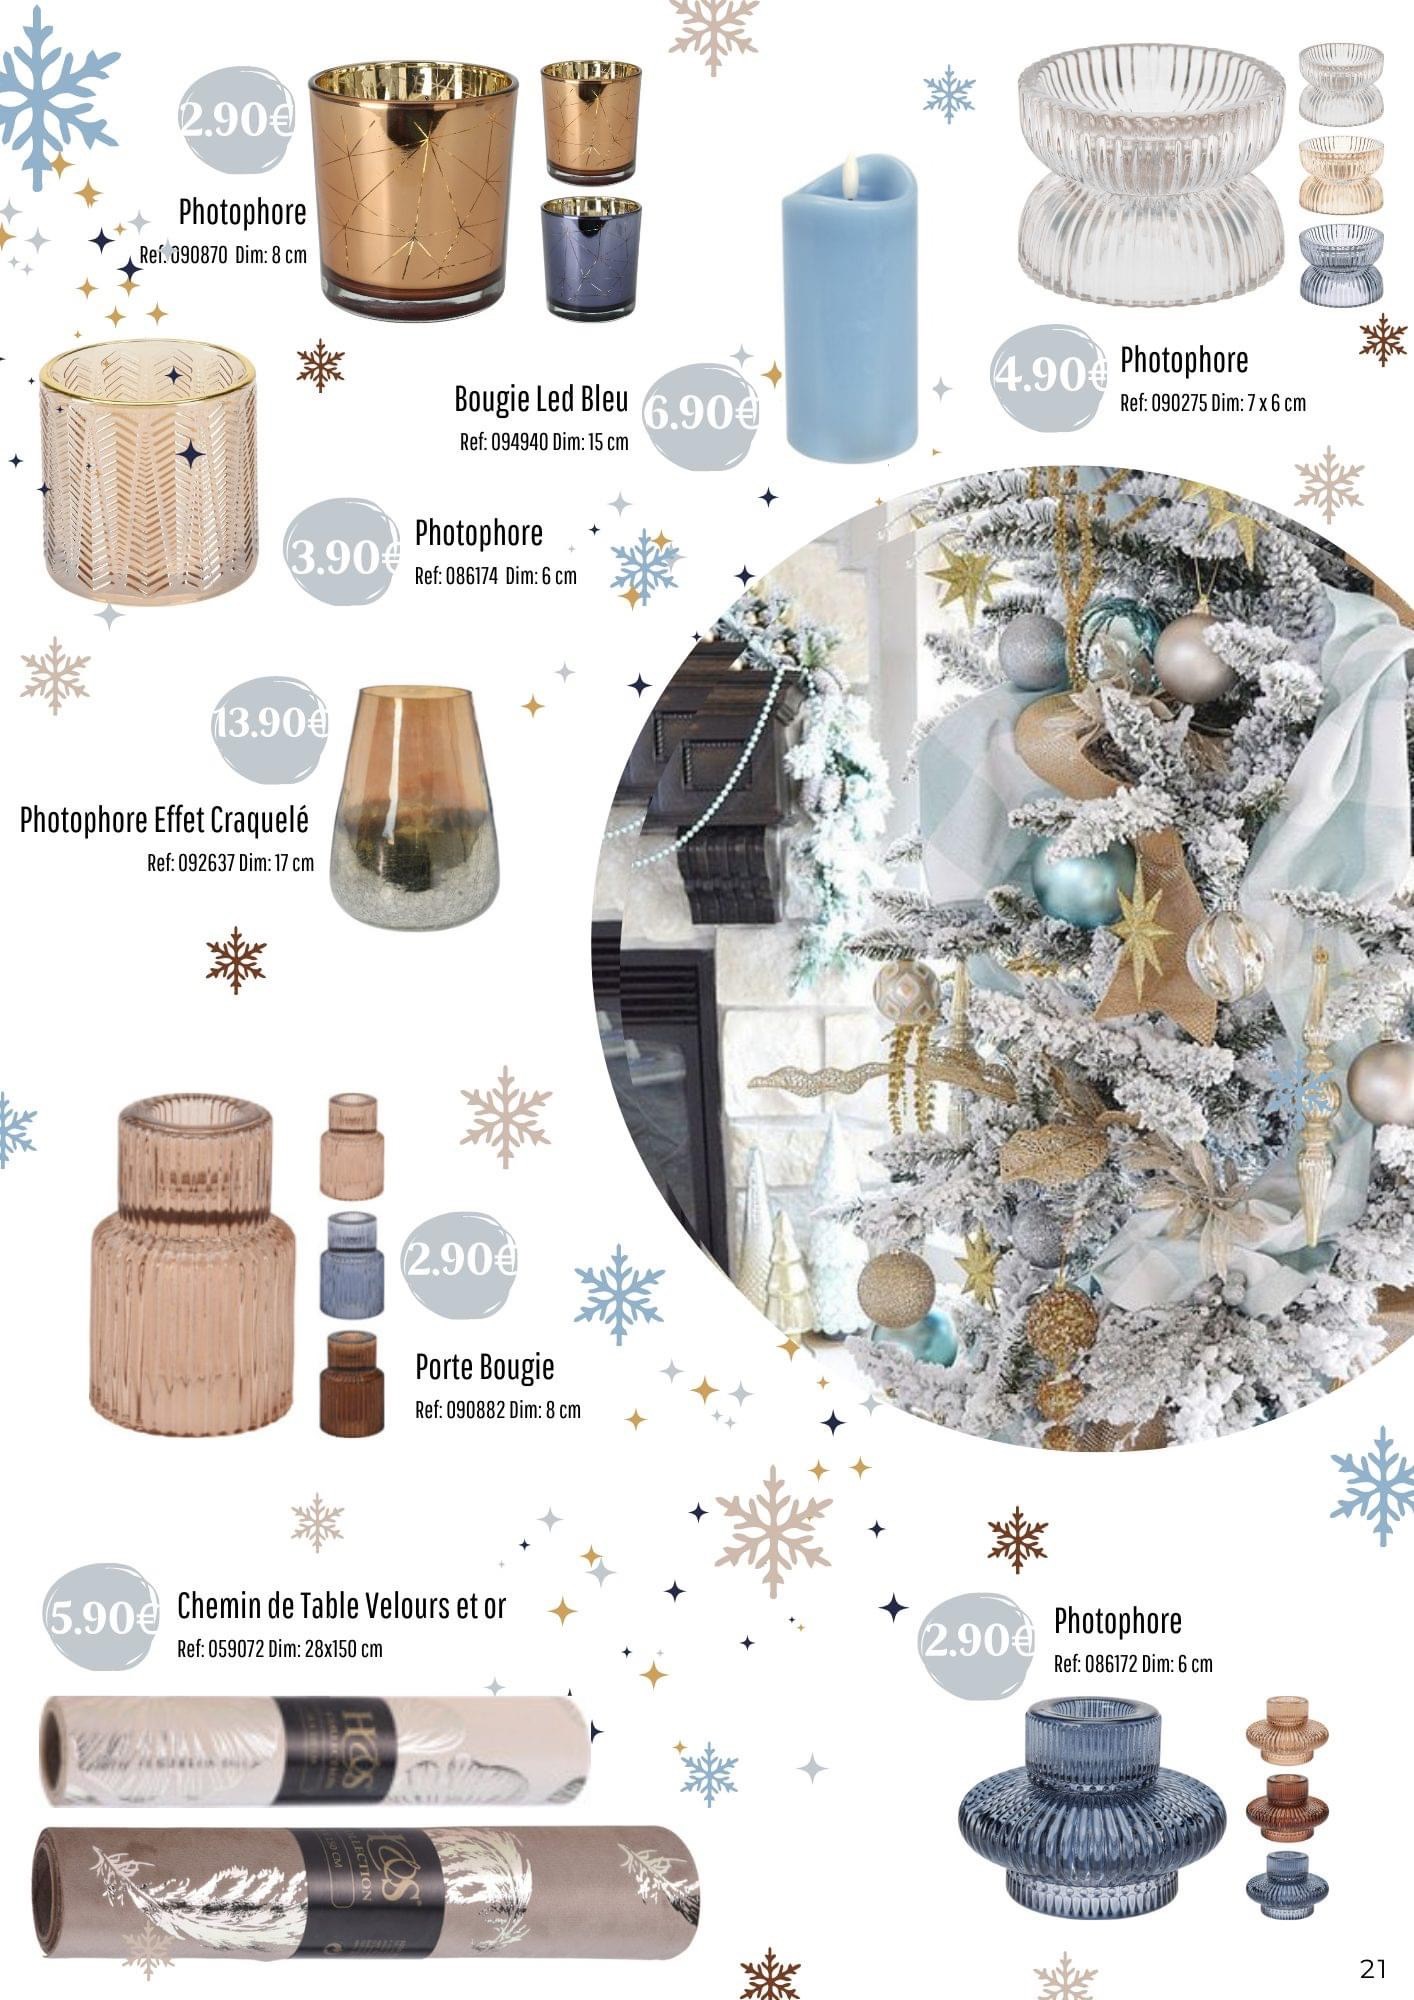 2.90€
Photophore
Ref: 090870 Dim: 8 cm
Bougie Led Bleu
Ref: 094940 Dim: 15 cm
6.90€
4.90€
Photophore
Ref: 090275 Dim: 7 x 6 cm
3.90€
Photophore
Ref: 086174 Dim: 6 cm
13.90€
Photophore Effet Craquelé
Ref: 092637 Dim: 17 cm
2.90€
Porte Bougie
Ref: 090882 Dim: 8 cm
5.90€
Chemin de Table Velours et or
Ref: 059072 Dim: 28x150 cm
2.90€
Photophore
Ref: 086172 Dim: 6 cm
COLLECTION
21